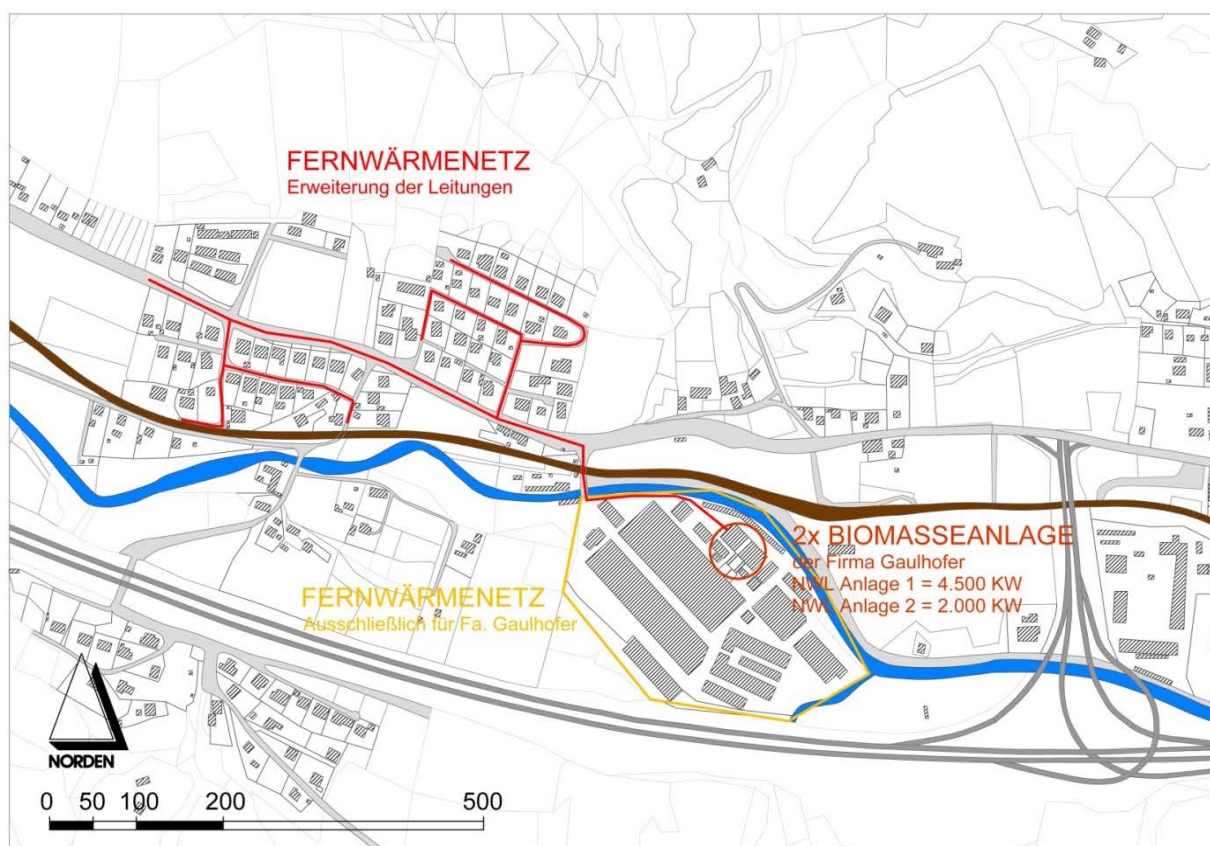 FERNWÄRMENETZ
Erweiterung der Leitungen
2x BIOMASSEANLAGE
der Firma Gaulhofer
NWL Anlage 1 = 4.500 KW
NWL Anlage 2 = 2.000 KW
FERNWÄRMENETZ
Ausschließlich für Fa. Gaulhofer
NORDEN
0 50 100 200 500